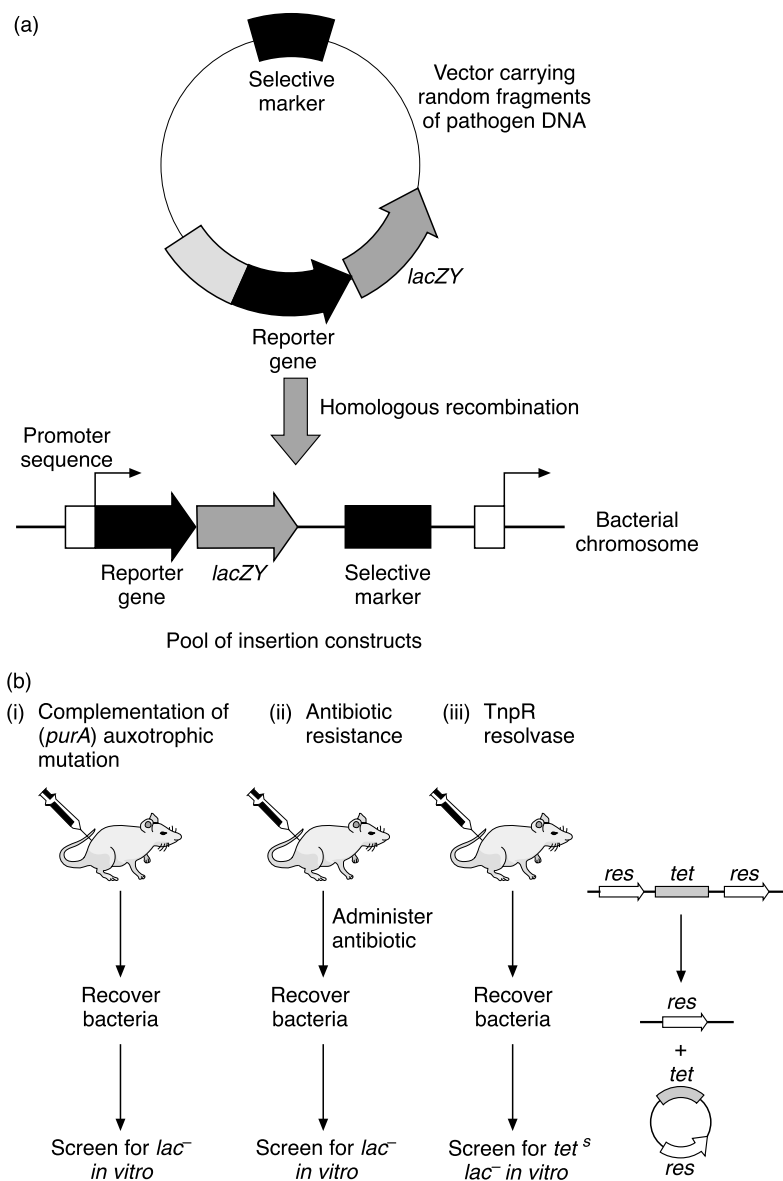 (a)
Selective
marker
Vector carrying
random fragments
of pathogen DNA
lacZY
Reporter
gene
Homologous recombination
Promoter
sequence
Bacterial
chromosome
Reporter
gene
lacZY
Selective
marker
Pool of insertion constructs
(b)
(i) Complementation of
(purA) auxotrophic
mutation
(ii) Antibiotic
resistance
(iii) TnpR
resolvase
res tet res
Administer
antibiotic
Recover
bacteria
Recover
bacteria
Recover
bacteria
res
+
tet
res
Screen for lac–
in vitro
Screen for lac–
in vitro
Screen for tet s
lac– in vitro